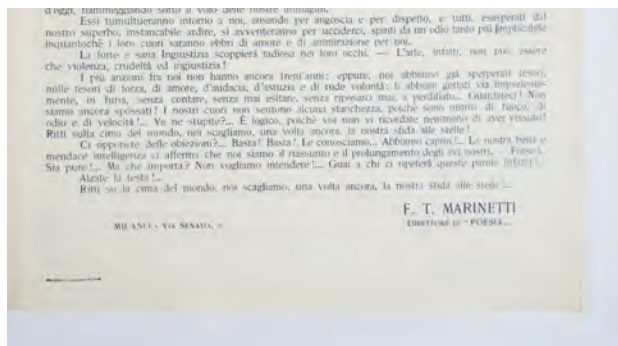 d'oggi, fiammeggiando sotto il volo delle nostre immagini.
Essi tumultueranno intorno a noi, ansando per angoscia e per dispetto, e tutti, esasperati dal
nostro superbo, instancabile ardire, si avventeranno per ucciderci, spinti da un odio tanto più implacabile
inquantochè i loro cuori saranno ebbri di amore e di ammirazione per noi.
La forte e sana Ingiustizia scoppierà radiosa nei loro occhi. — L'arte, infatti, non può essere
che violenza, crudeltà ed ingiustizia!
I più anziani fra noi non hanno ancora trent'anni: eppure, noi abbiamo già sperperati tesori,
mille tesori di forza, di amore, d'audacia, d'astuzia e di rude volontà; li abbiam gettati via impaziente-
mente, in furia, senza contare, senza mai esitare, senza riposarci mai, a perdifiato... Guardateci! Non
siamo ancora spossati! I nostri cuori non sentono alcuna stanchezza, poichè sono nutriti di fuoco, di
odio e di velocità!... Ve ne stupite?... È logico, poichè voi non vi ricordate nemmeno di aver vissuto!
Ritti sulla cima del mondo, noi scagliamo, una volta ancora, la nostra sfida alle stelle!
Ci opponete delle obiezioni?... Basta! Basta! Le conosciamo... Abbiamo capito!... La nostra bella e
mendace intelligenza ci afferma che noi siamo il riassunto e il prolungamento degli avi nostri. — Forse!..
Sia pure!... Ma che importa? Non vogliamo intendere!... Guai a chi ci ripeterà queste parole infami!...
Alzate la testa!...
Ritti su la cima del mondo, noi scagliamo, una volta ancora, la nostra sfida alle stelle!...
F. T. MARINETTI
DIRETTORE DI "POESIA"
MILANO - Via Senato,